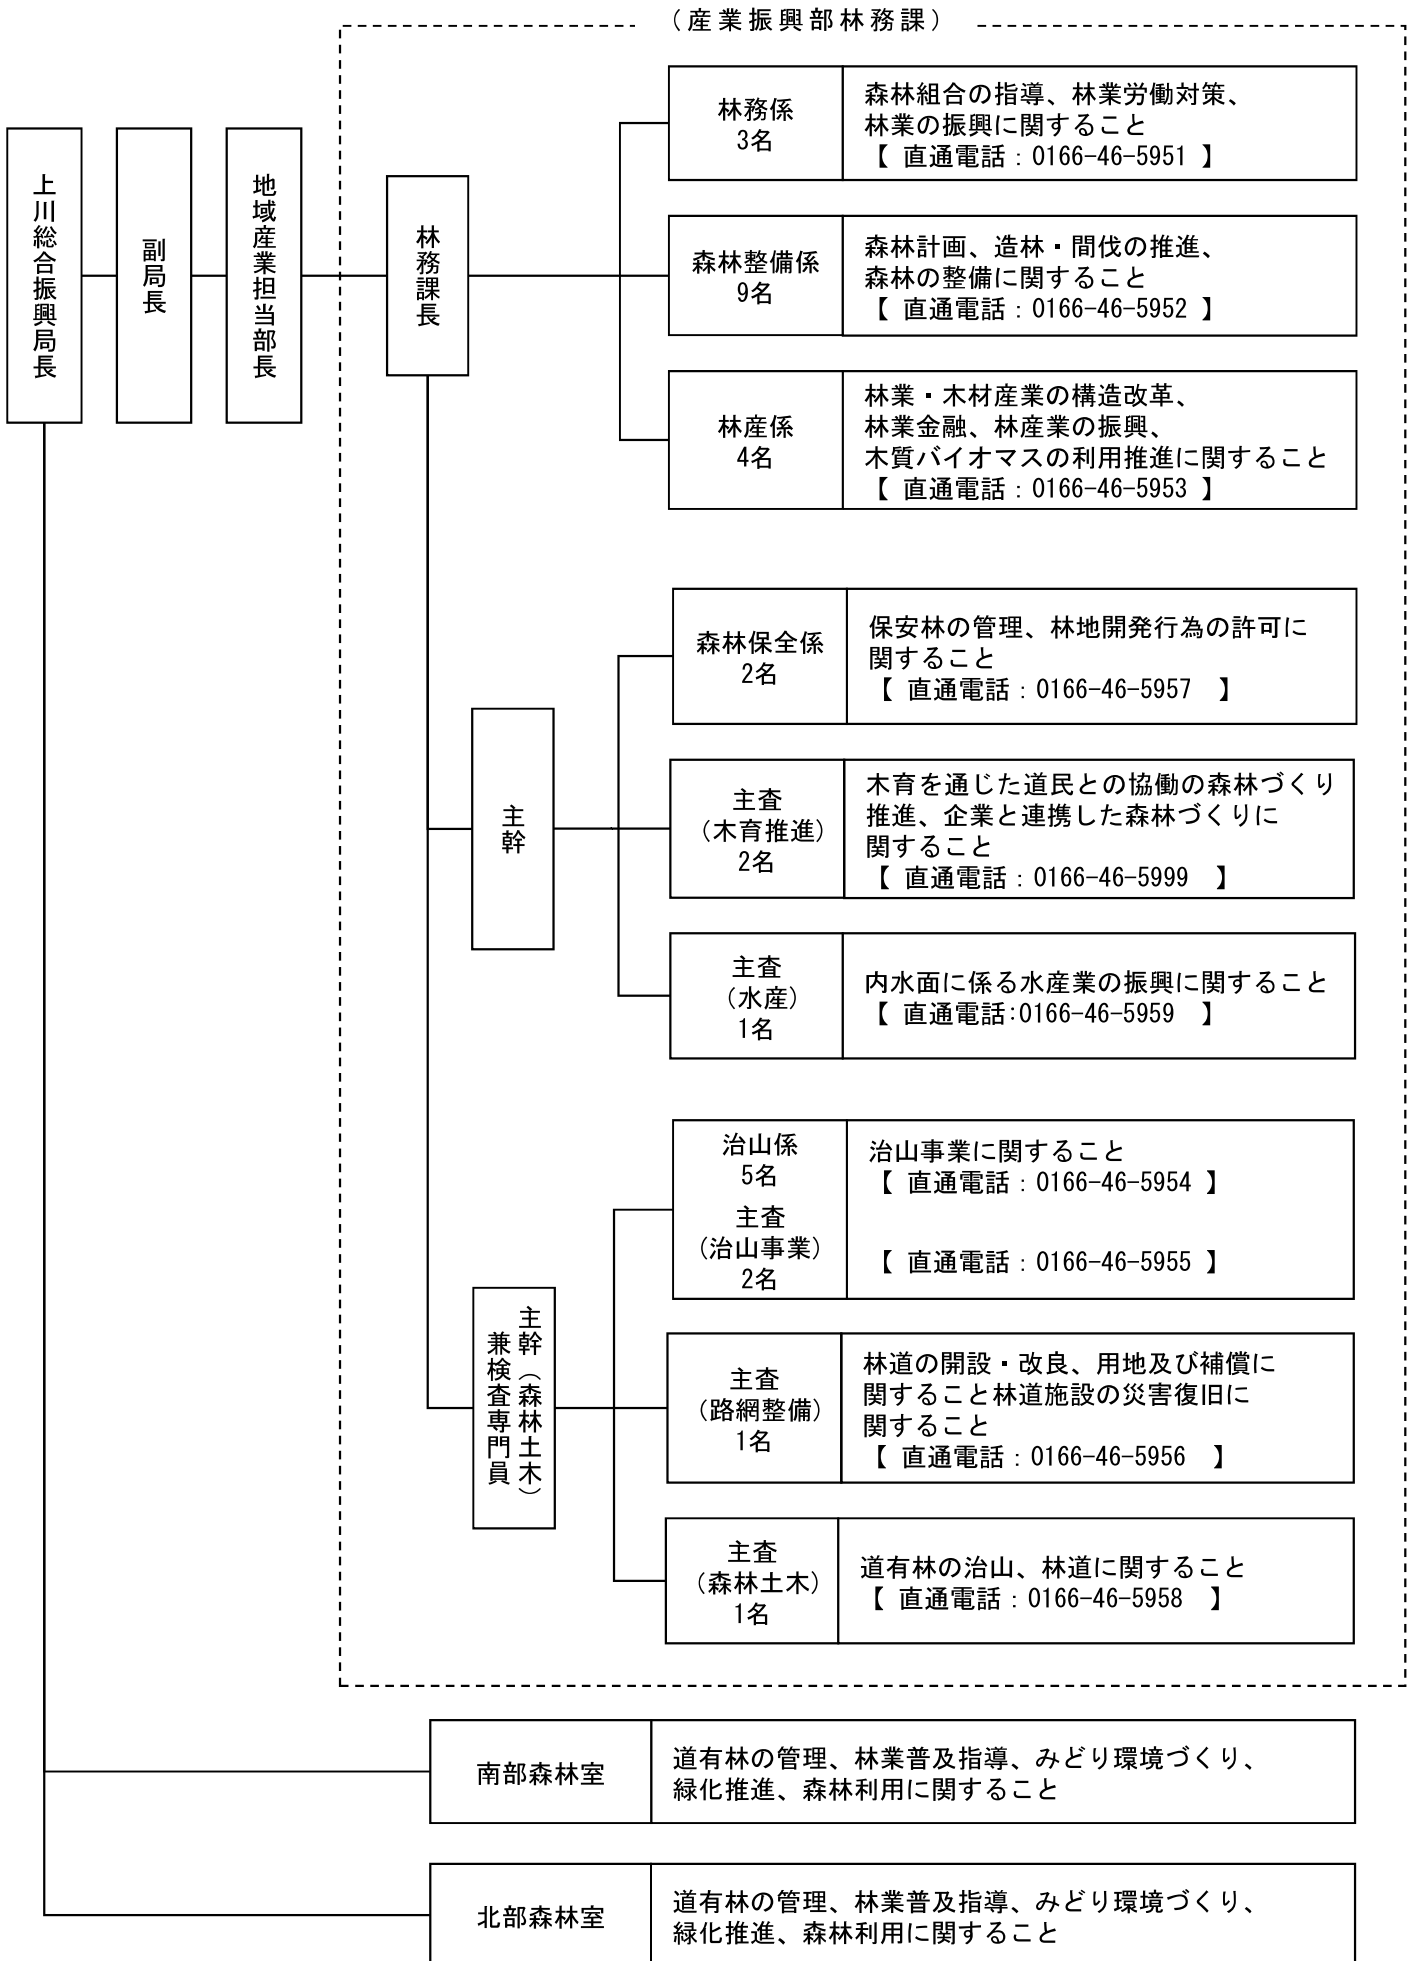 （産業振興部林務課）
上川総合振興局長
副局長
地域産業担当部長
林務課長
林務係
3名
森林組合の指導、林業労働対策、
林業の振興に関すること
【 直通電話：0166-46-5951 】
森林整備係
9名
森林計画、造林・間伐の推進、
森林の整備に関すること
【 直通電話：0166-46-5952 】
林産係
4名
林業・木材産業の構造改革、
林業金融、林産業の振興、
木質バイオマスの利用推進に関すること
【 直通電話：0166-46-5953 】
主幹
森林保全係
2名
保安林の管理、林地開発行為の許可に
関すること
【 直通電話：0166-46-5957 】
主査
（木育推進）
2名
木育を通じた道民との協働の森林づくり
推進、企業と連携した森林づくりに
関すること
【 直通電話：0166-46-5999 】
主査
（水産）
1名
内水面に係る水産業の振興に関すること
【 直通電話:0166-46-5959 】
主幹（森林土木）
兼検査専門員
治山係
5名
治山事業に関すること
【 直通電話：0166-46-5954 】
主査
（治山事業）
2名
【 直通電話：0166-46-5955 】
主査
（路網整備）
1名
林道の開設・改良、用地及び補償に
関すること林道施設の災害復旧に
関すること
【 直通電話：0166-46-5956 】
主査
（森林土木）
1名
道有林の治山、林道に関すること
【 直通電話：0166-46-5958 】
南部森林室
道有林の管理、林業普及指導、みどり環境づくり、
緑化推進、森林利用に関すること
北部森林室
道有林の管理、林業普及指導、みどり環境づくり、
緑化推進、森林利用に関すること